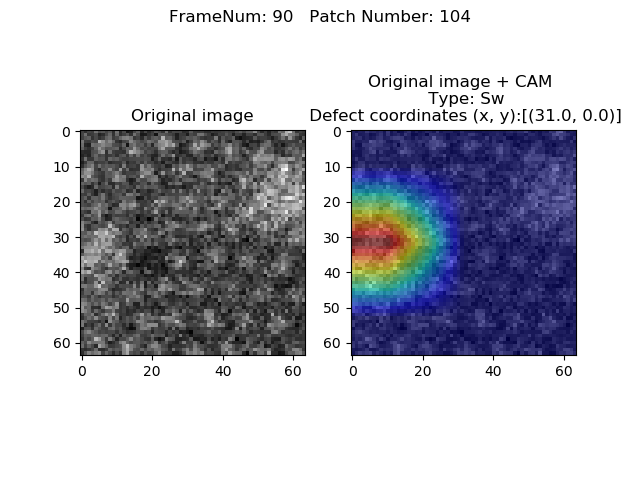 FrameNum: 90   Patch Number: 104
Original image
0
10
20
30
40
50
60
0 20 40 60
Original image + CAM
Type: Sw
Defect coordinates (x, y):[(31.0, 0.0)]
0
10
20
30
40
50
60
0 20 40 60